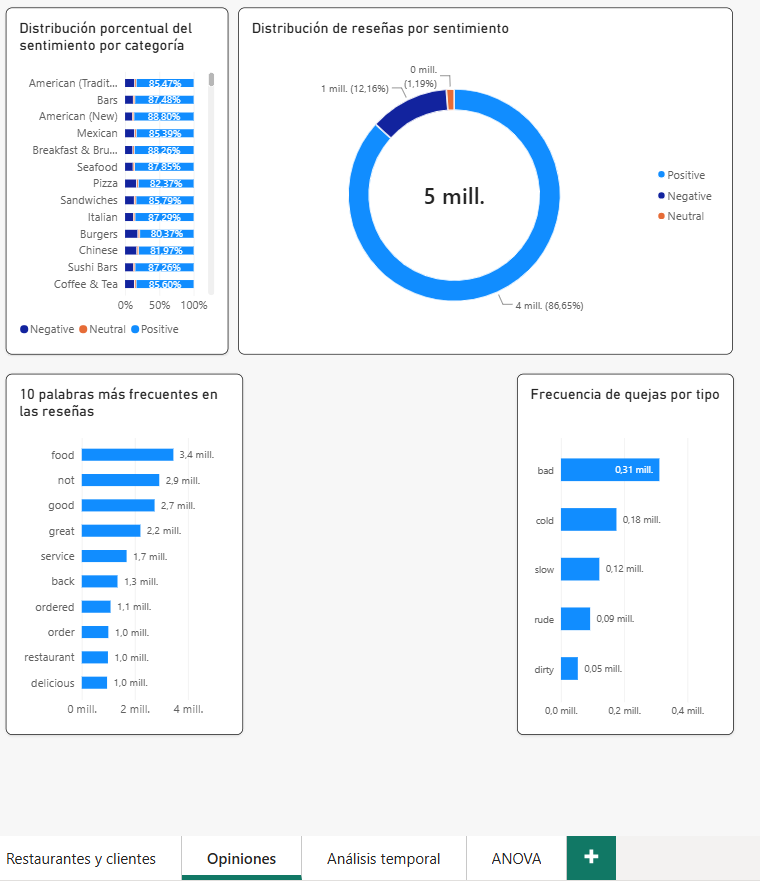 Distribución porcentual del
sentimiento por categoría
American (Tradit... 85.47%
Bars 87,48%
American (New) 88.80%
Mexican 85.39%
Breakfast & Bru... 88.26%
Seafood 87,85%
Pizza 82.37%
Sandwiches 85.79%
Italian 87.29%
Burgers 80.37%
Chinese 81.97%
Sushi Bars 87,26%
Coffee & Tea 85.60%
0% 50% 100%
Negative Neutral Positive
Distribución de reseñas por sentimiento
0 mill.
(1,19%)
1 mill. (12,16%)
5 mill.
4 mill. (86,65%)
Positive
Negative
Neutral
10 palabras más frecuentes en
las reseñas
food 3,4 mill.
not 2,9 mill.
good 2,7 mill.
great 2,2 mill.
service 1,7 mill.
back 1,3 mill.
ordered 1,1 mill.
order 1,0 mill.
restaurant 1,0 mill.
delicious 1,0 mill.
0 mill. 2 mill. 4 mill.
Frecuencia de quejas por tipo
bad 0,31 mill.
cold 0,18 mill.
slow 0,12 mill.
rude 0,09 mill.
dirty 0,05 mill.
0,0 mill. 0,2 mill. 0,4 mill.
Restaurantes y clientes Opiniones Análisis temporal ANOVA +